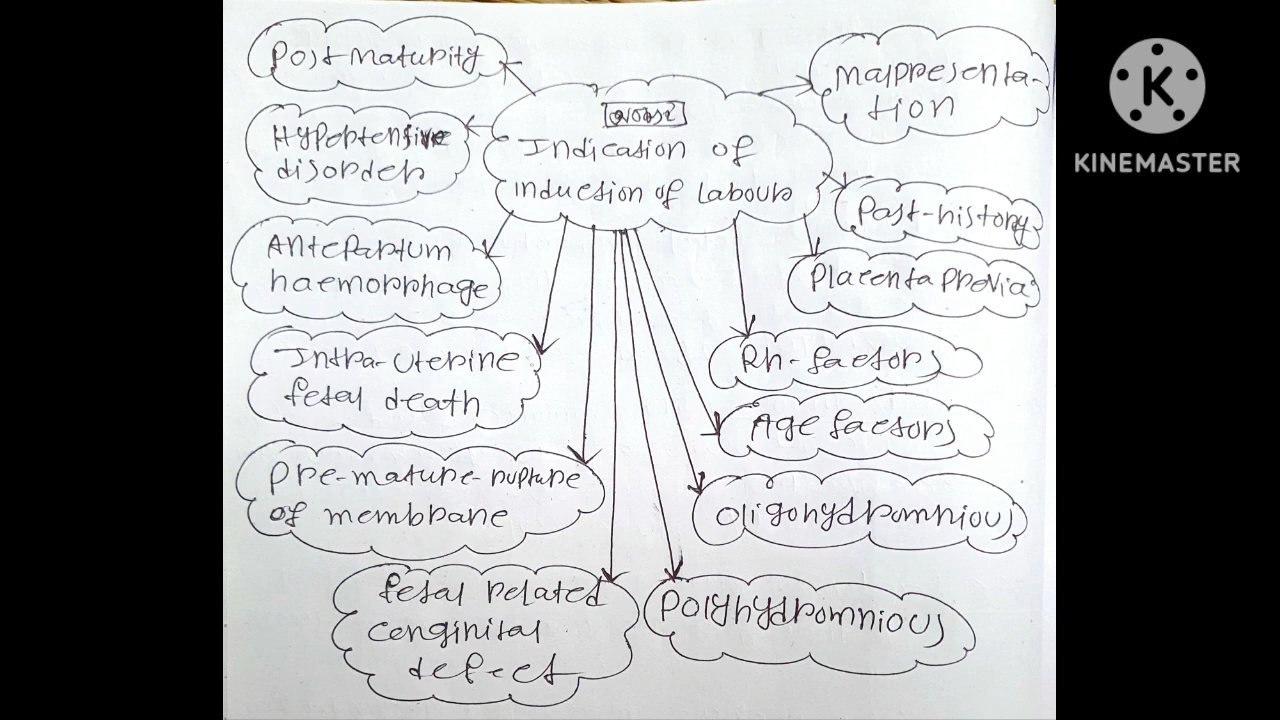 Indication of
induction of Labour
Post-maturity
Hypertensive
disorder
Antepartum
haemorrhage
Intra-uterine
fetal death
Pre-mature-rupture
of membrane
fetal related
conginital
defect
Polyhydromnious
Oligohydromnious
Age factors
Rh-factors
Placenta previa
Past-history
Malpresenta-
tion
K
KINEMASTER